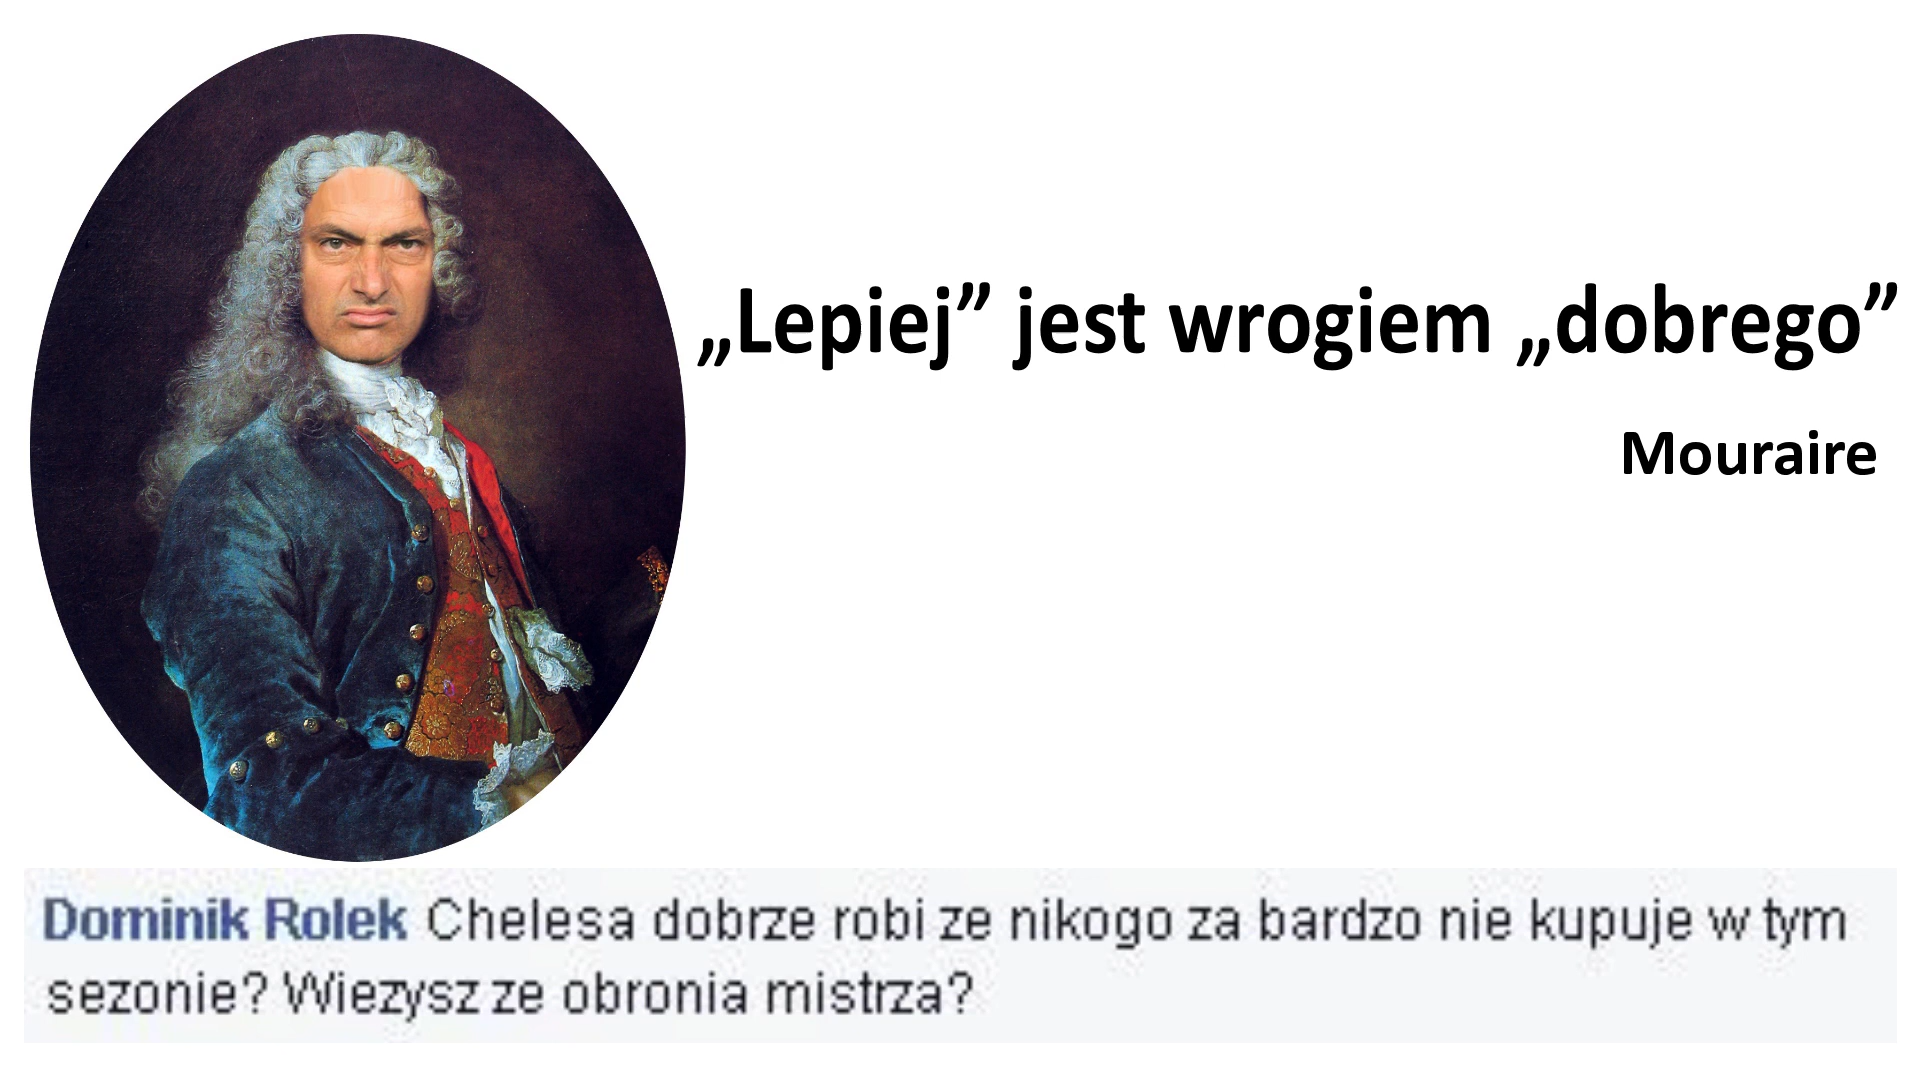 „Lepiej” jest wrogiem „dobrego”
Mouraire
Dominik Rolek Chelesa dobrze robi ze nikogo za bardzo nie kupuje w tym
sezonie? Wiezysz ze obronia mistrza?